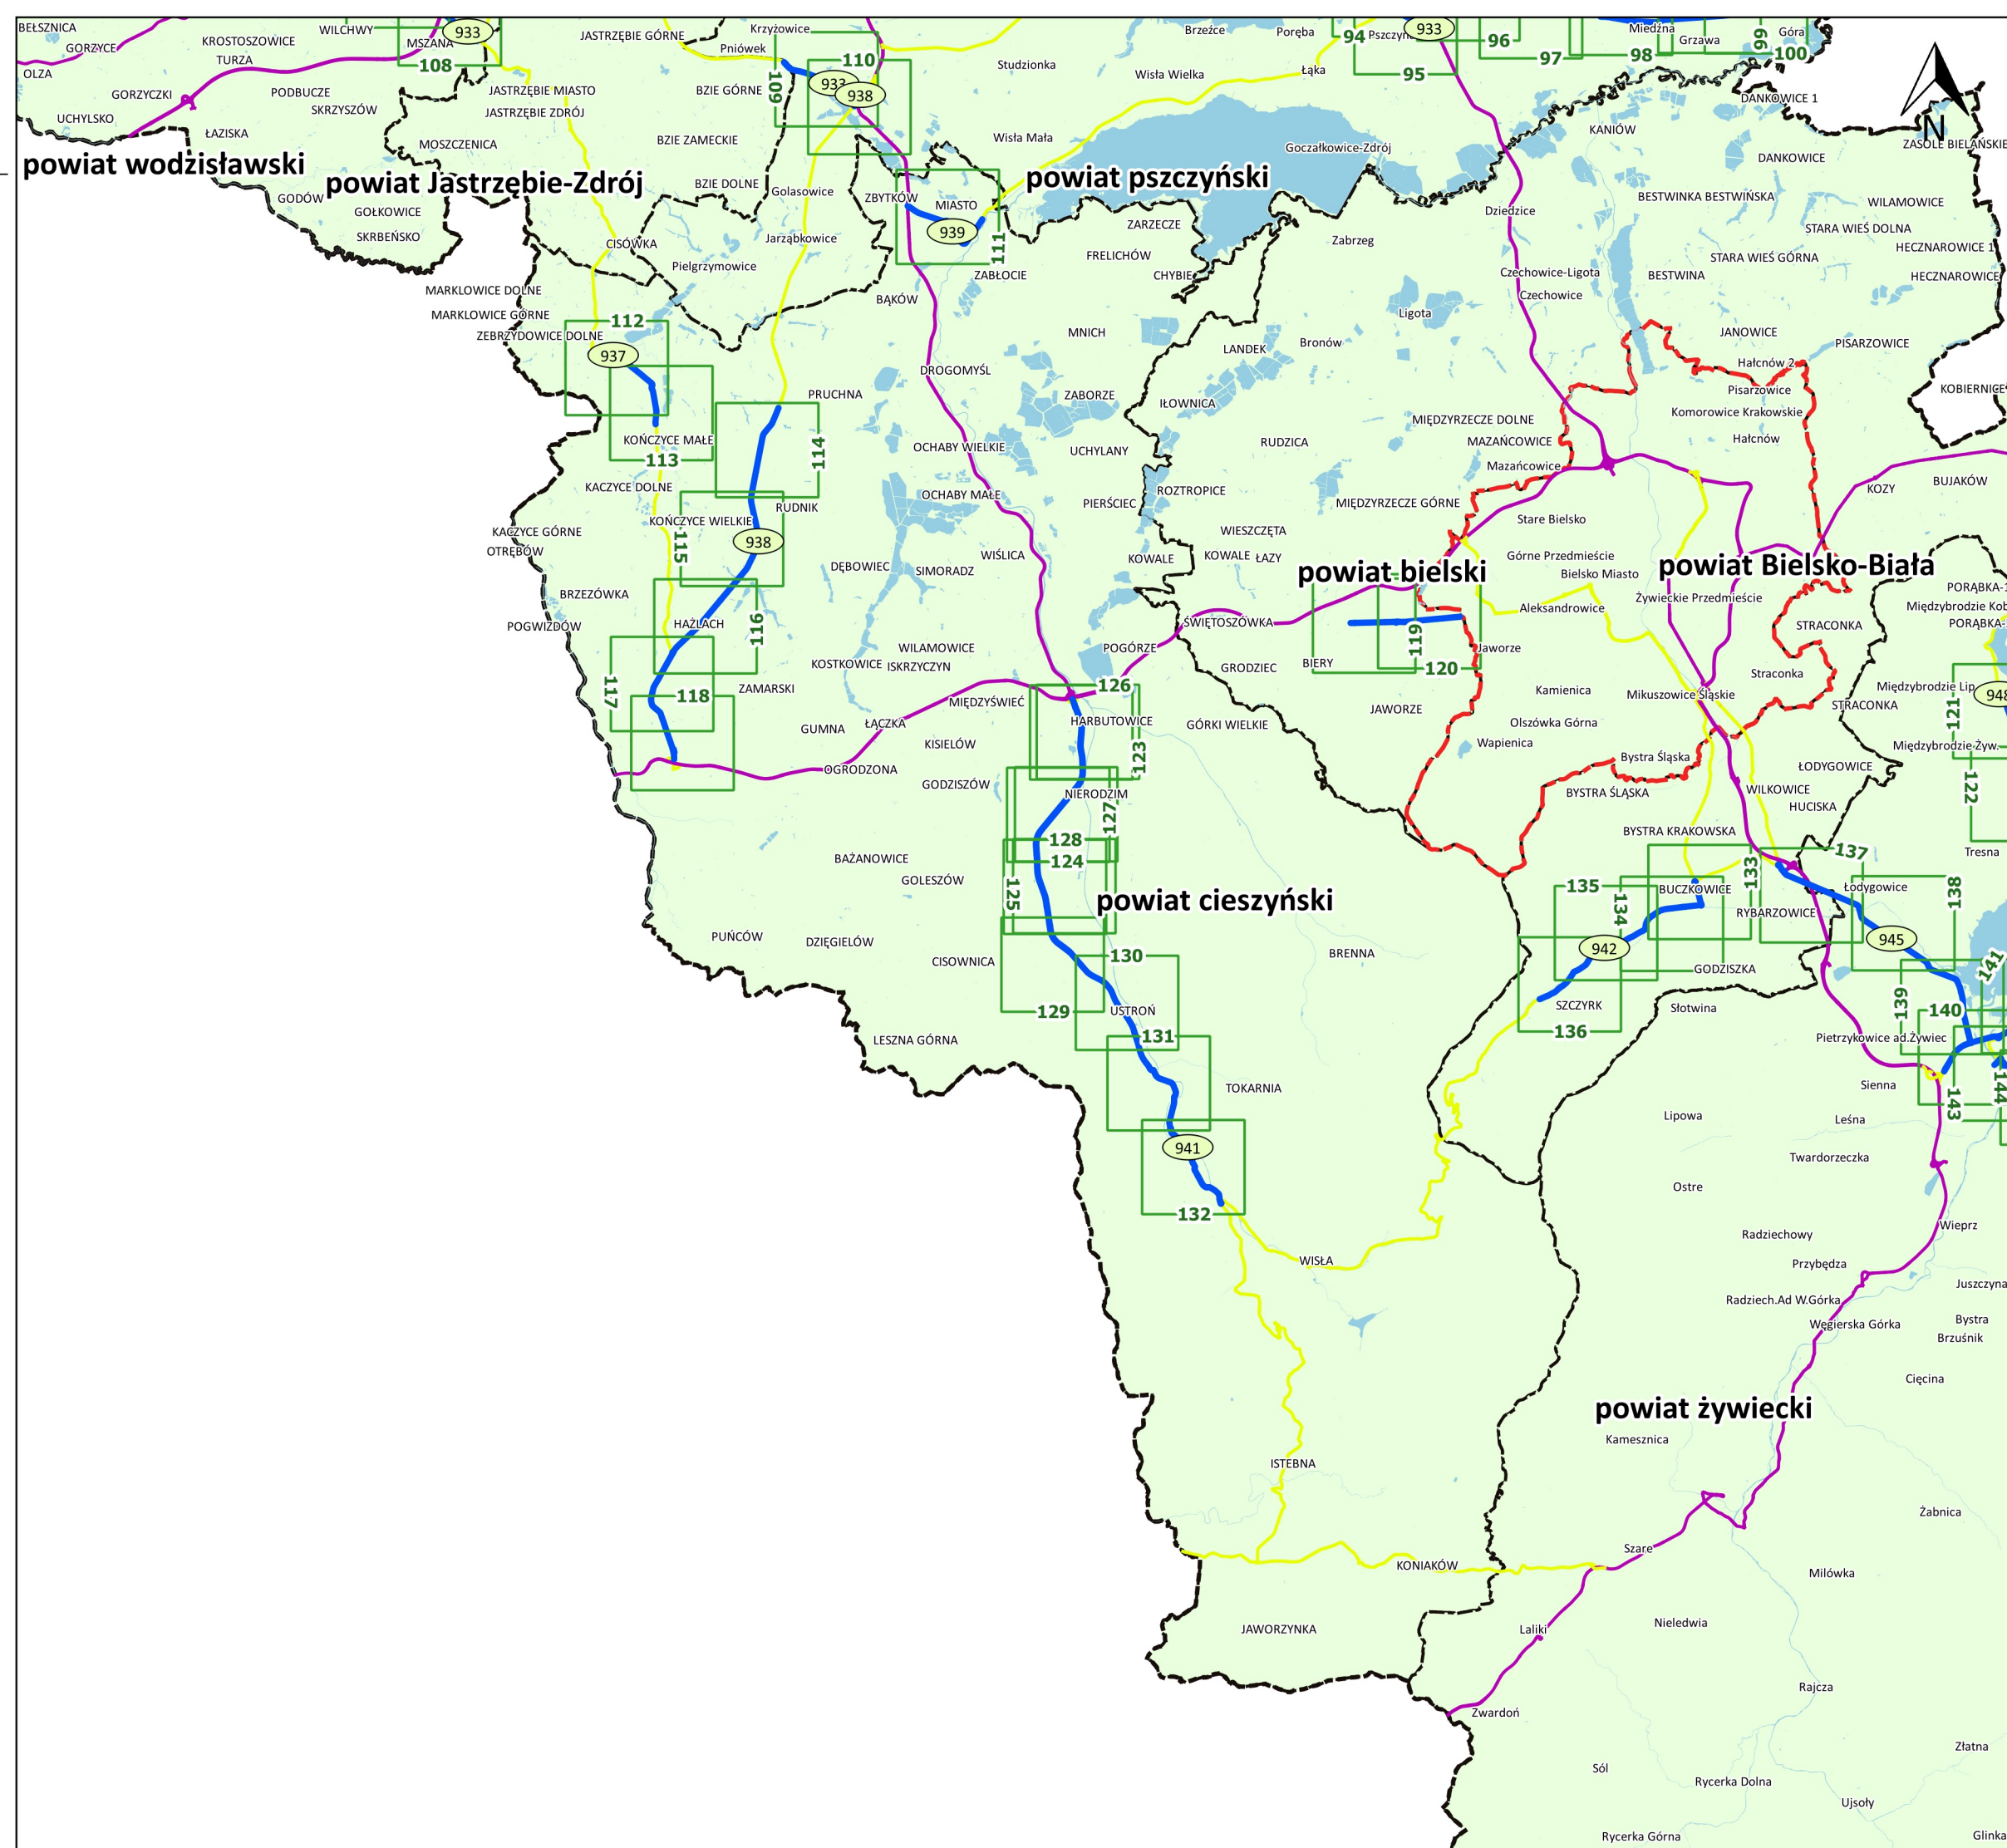 BEŁSZNICA
GORZYCE
KROSTOSZOWICE
TURZA
WILCHWY
MSZANA
933
108
JASTRZĘBIE GÓRNE
Krzyżowice
Pniówek
110
109
938
Studzionka
Brzeźce
Poręba
94
933
95
96
97
98
99
100
Miedźna
Grzawa
Góra
OLZA
GORZYCZKI
PODBUCZE
SKRZYSZÓW
UCHYLSKO
ŁAZISKA
JASTRZĘBIE MIASTO
JASTRZĘBIE ZDRÓJ
BZIE GÓRNE
Wisła Wielka
Łąka
DANKOWICE 1
N
MOSZCZENICA
BZIE ZAMECKIE
Wisła Mała
Goczałkowice-Zdrój
KANIÓW
DANKOWICE
ZASOLE BIELAŃSKIE
powiat wodzisławski
powiat Jastrzębie-Zdrój
powiat pszczyński
GODÓW
GOŁKOWICE
SKRBEŃSKO
BZIE DOLNE
Golasowice
ZBYTKÓW
MIASTO
939
111
ZARZECZE
Dziedzice
BESTWINKA BESTWIŃSKA
WILAMOWICE
STARA WIEŚ DOLNA
CISÓWKA
Jarząbkowice
Pielgrzymowice
FRELICHÓW
CHYBIE
ZABŁOCIE
Zabrzeg
Czechowice-Ligota
Czechowice
STARA WIEŚ GÓRNA
BESTWINA
HECZNAROWICE 1
HECZNAROWICE
MARKLOWICE DOLNE
MARKLOWICE GÓRNE
ZEBRZYDOWICE DOLNE
112
937
BĄKÓW
MNICH
Ligota
LANDEK
Bronów
JANOWICE
PISARZOWICE
DROGOMYŚL
Hałcnów 2
Pisarzowice
KOBIERNICE
PRUCHNA
ZABORZE
IŁOWNICA
MIĘDZYRZECZE DOLNE
Komorowice Krakowskie
Hałcnów
KOŃCZYCE MAŁE
113
114
OCHABY WIELKIE
UCHYLANY
RUDZICA
MAZAŃCOWICE
Mazańcowice
KACZYCE DOLNE
RUDNIK
OCHABY MAŁE
PIERŚCIEC
ROZTROPICE
MIĘDZYRZECZE GÓRNE
KOZY
BUJAKÓW
KOŃCZYCE WIELKIE
KACZYCE GÓRNE
OTRĘBÓW
115
938
WIŚLICA
WIESZCZĘTA
KOWALE
KOWALE
ŁAZY
Stare Bielsko
Górne Przedmieście
Bielsko Miasto
DĘBOWIEC
SIMORADZ
powiat bielski
powiat Bielsko-Biała
BRZEZÓWKA
POGWIZDÓW
HAŻLACH
116
Aleksandrowice
Żywieckie Przedmieście
PORĄBKA-1
Międzybrodzie Kob
PORĄBKA-
ŚWIĘTOSZÓWKA
119
120
STRACONKA
WILAMOWICE
ISKRZYCZYN
KOSTKOWICE
POGÓRZE
GRODZIEC
BIERY
Jaworze
Straconka
117
118
ZAMARSKI
MIĘDZYŚWIEĆ
126
HARBUTOWICE
GÓRKI WIELKIE
JAWORZE
Kamienica
Mikuszowice Śląskie
Międzybrodzie Lip
STRACONKA
948
121
GUMNA
ŁĄCZKA
KISIELÓW
123
Olszówka Górna
Wapienica
Międzybrodzie Żyw.
OGRODZONA
GODZISZÓW
NIERODZIM
Bystra Śląska
BYSTRA ŚLĄSKA
ŁODYGOWICE
WILKOWICE
HUCISKA
122
127
128
124
BYSTRA KRAKOWSKA
137
Tresna
BAŻANOWICE
GOLESZÓW
125
powiat cieszyński
135
134
BUCZKOWICE
133
RYBARZOWICE
Łodygowice
138
PUŃCÓW
DZIĘGIELÓW
CISOWNICA
130
BRENNA
942
945
GODZISZKA
141
139
129
USTROŃ
SZCZYRK
136
Słotwina
140
LESZNA GÓRNA
131
Pietrzykowice ad.Żywiec
TOKARNIA
Sienna
143
144
Lipowa
Leśna
941
Twardorzeczka
132
Ostre
Radziechowy
Wieprz
WISŁA
Przybędza
Juszczyna
Radziech.Ad W.Górka
Węgierska Górka
Bystra
Brzuśnik
Cięcina
powiat żywiecki
Kamesznica
ISTEBNA
Żabnica
Szare
KONIAKÓW
Milówka
JAWORZYNKA
Laliki
Nieledwia
Rajcza
Zwardoń
Złatna
Sól
Rycerka Dolna
Ujsoły
Rycerka Górna
Glinka